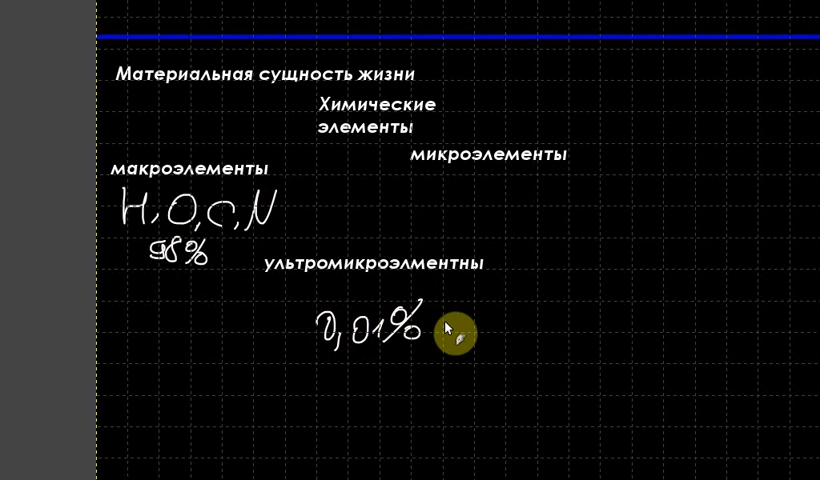 Материальная сущность жизни
Химические
элементы
микроэлементы
макроэлементы
H, O, C, N
98%
ультромикроэлментны
0,01%